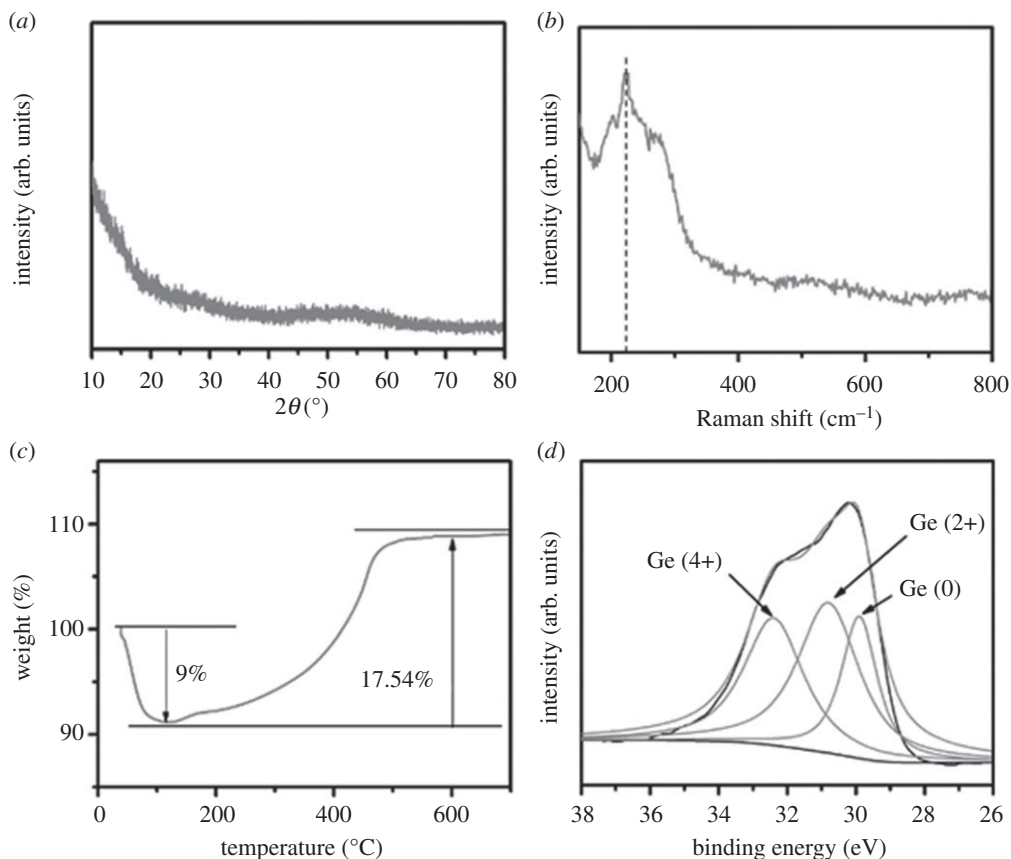 (a)
intensity (arb. units)
10 20 30 40 50 60 70 80
2θ (°)
(b)
intensity (arb. units)
200 400 600 800
Raman shift (cm⁻¹)
(c)
weight (%)
110
100
90
9%
17.54%
0 200 400 600
temperature (°C)
(d)
intensity (arb. units)
Ge (4+)
Ge (2+)
Ge (0)
38 36 34 32 30 28 26
binding energy (eV)